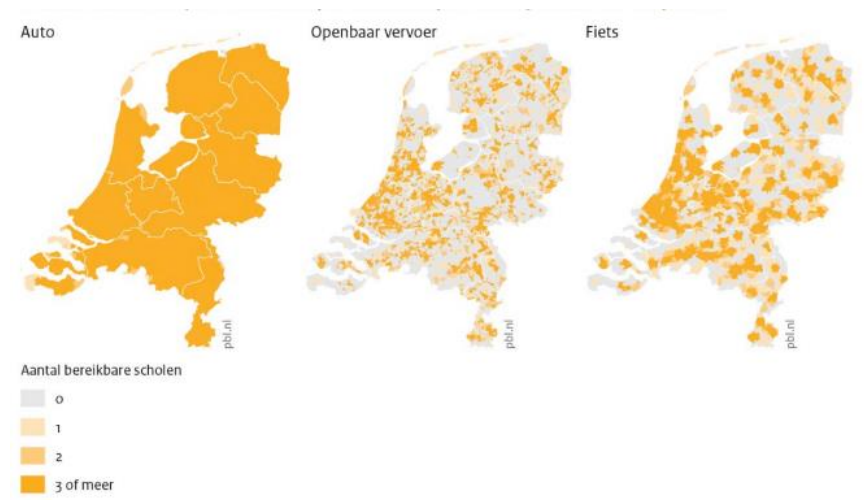 Auto
Openbaar vervoer
Fiets
pbl.nl
pbl.nl
pbl.nl
Aantal bereikbare scholen
0
1
2
3 of meer